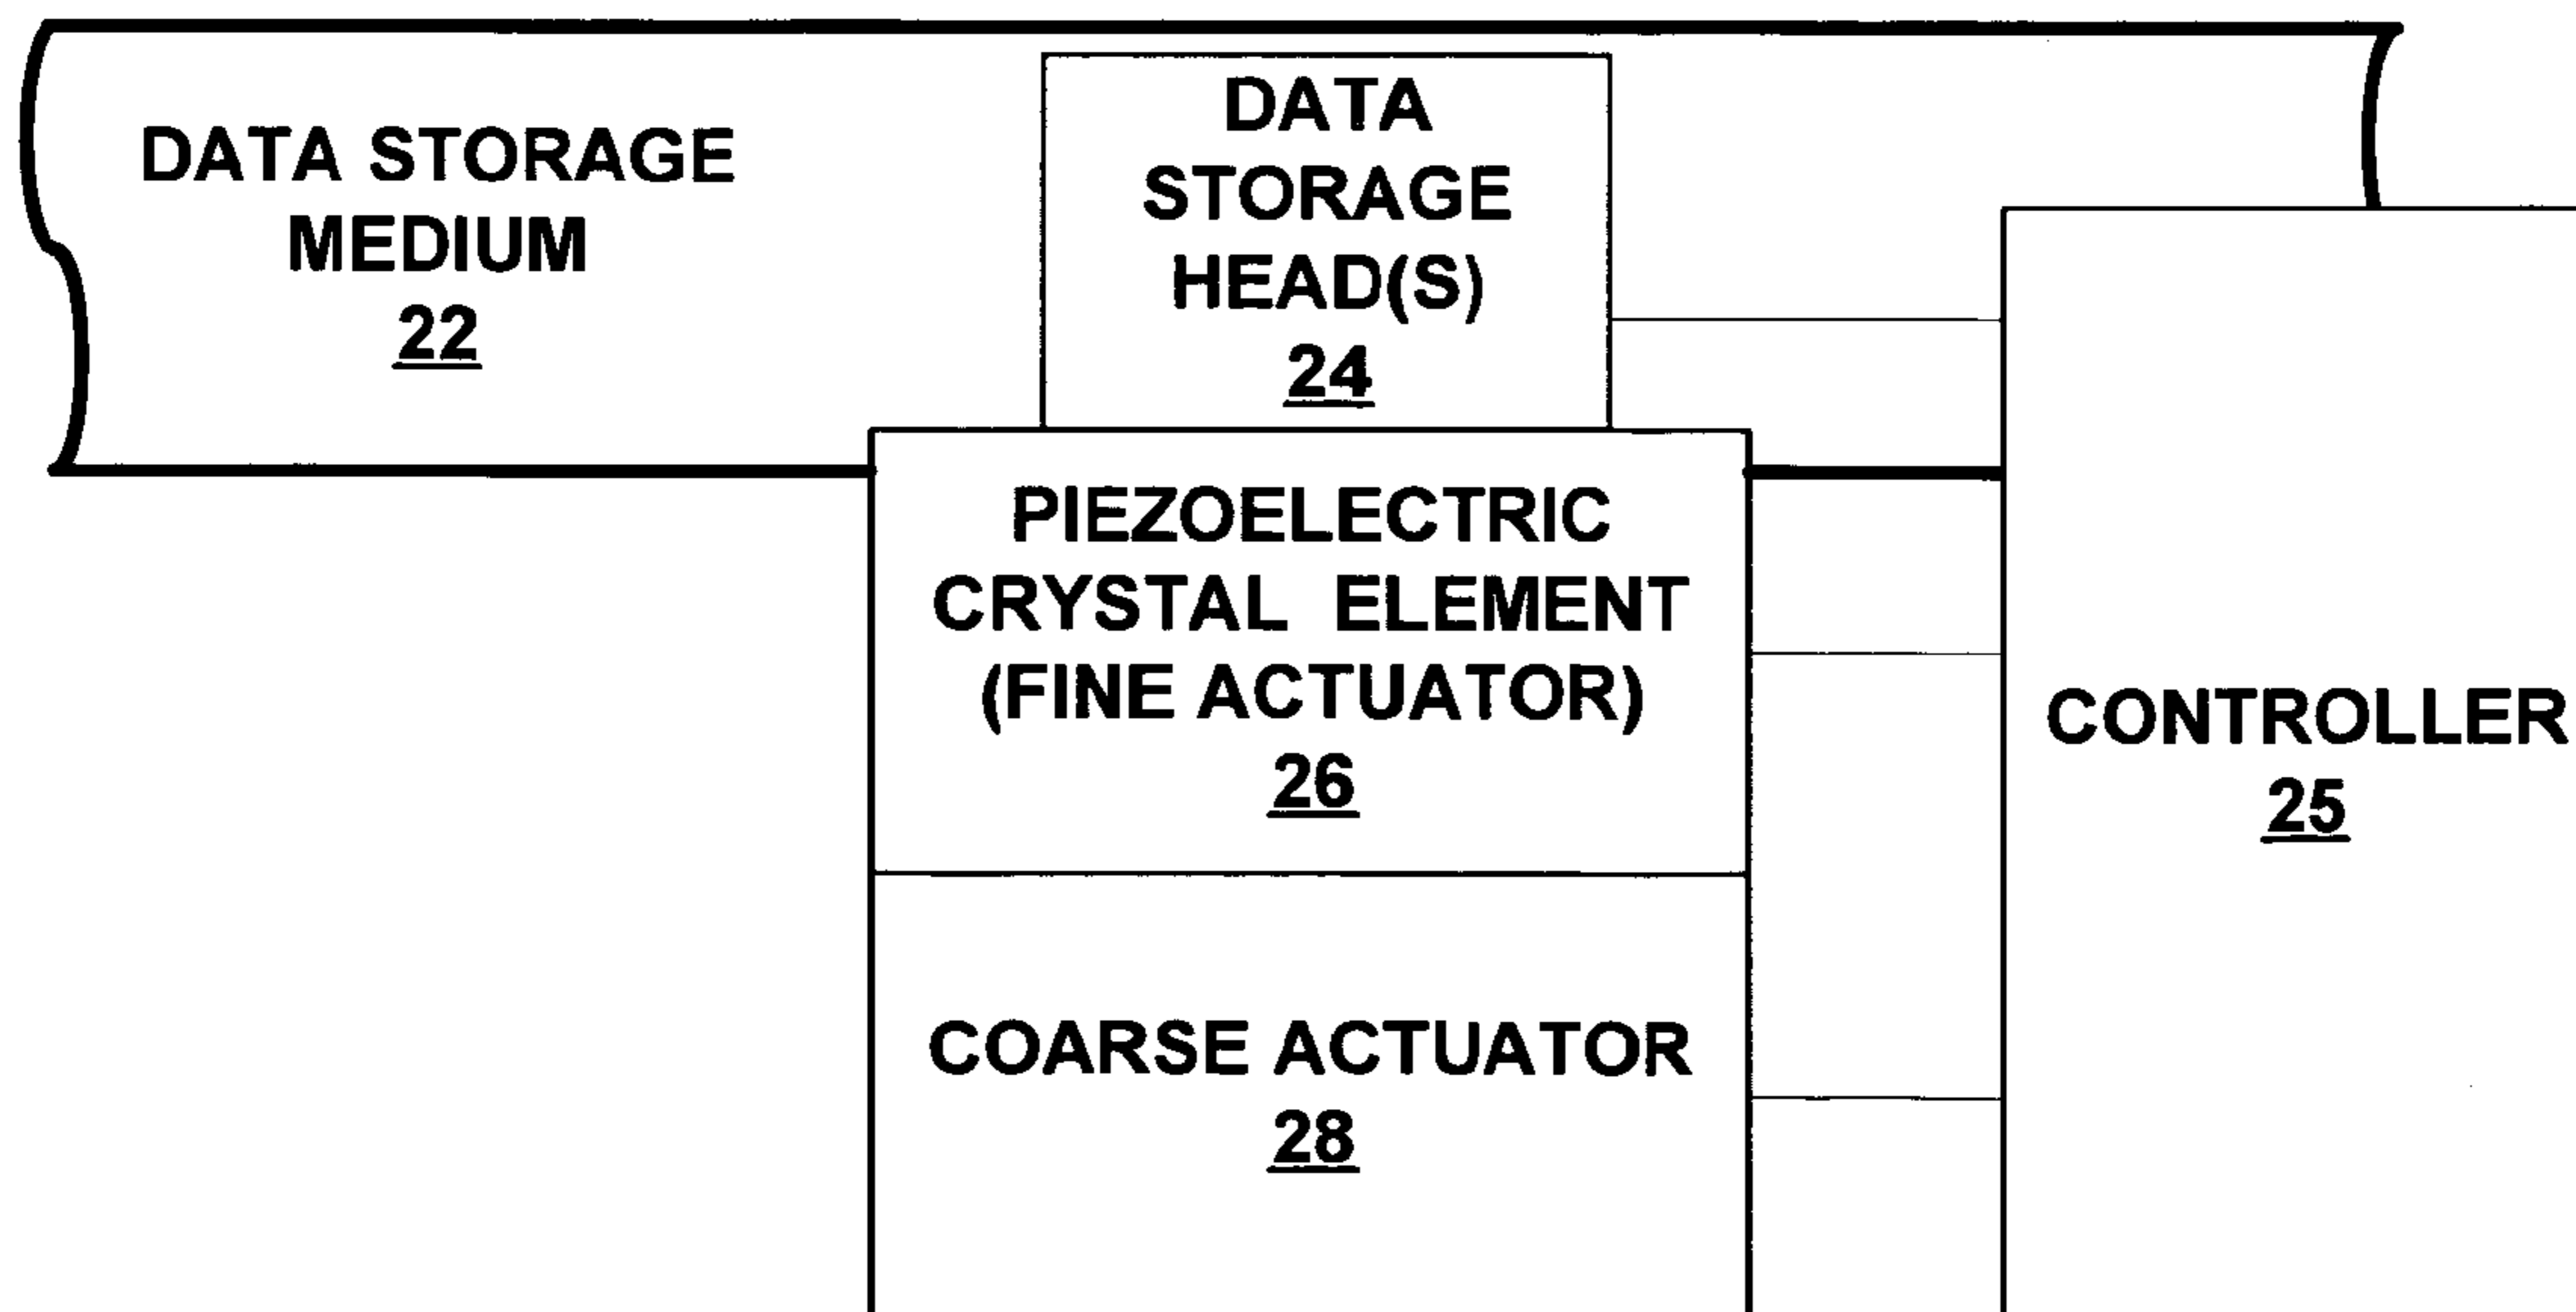 DATA STORAGE
MEDIUM
22
DATA
STORAGE
HEAD(S)
24
PIEZOELECTRIC
CRYSTAL ELEMENT
(FINE ACTUATOR)
26
CONTROLLER
25
COARSE ACTUATOR
28